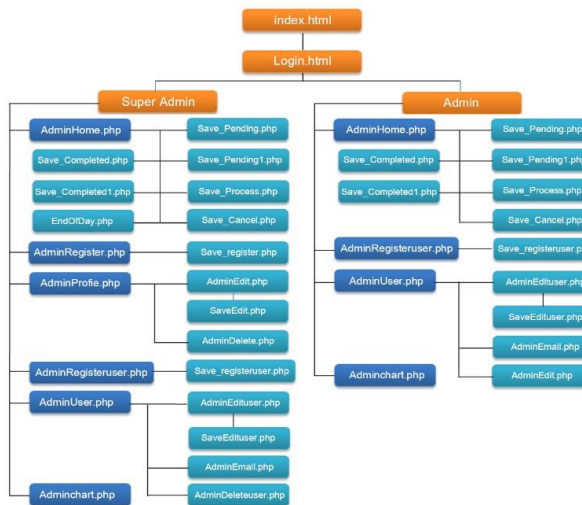 index.html
Login.html
Super Admin
AdminHome.php
Save_Pending.php
Save_Completed.php
Save_Pending1.php
Save_Completed1.php
Save_Process.php
EndOfDay.php
Save_Cancel.php
AdminRegister.php
Save_register.php
AdminProfie.php
AdminEdit.php
SaveEdit.php
AdminDelete.php
AdminRegisteruser.php
Save_registeruser.php
AdminUser.php
AdminEdituser.php
SaveEdituser.php
AdminEmail.php
Adminchart.php
AdminDeleteuser.php
Admin
AdminHome.php
Save_Pending.php
Save_Completed.php
Save_Pending1.php
Save_Completed1.php
Save_Process.php
Save_Cancel.php
AdminRegisteruser.php
Save_registeruser.p
AdminUser.php
AdminEdituser.php
SaveEdituser.php
AdminEmail.php
Adminchart.php
AdminEdit.php